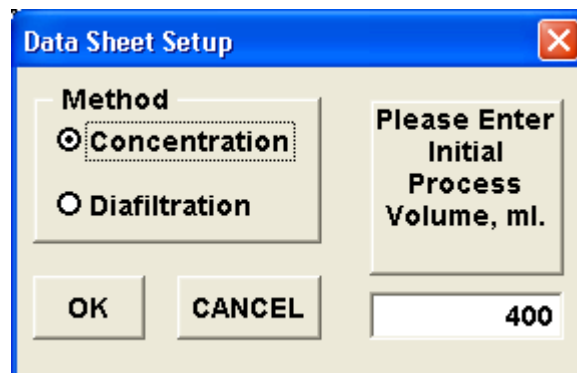 Data Sheet Setup
Method
Concentration
Diafiltration
Please Enter
Initial
Process
Volume, ml.
OK
CANCEL
400